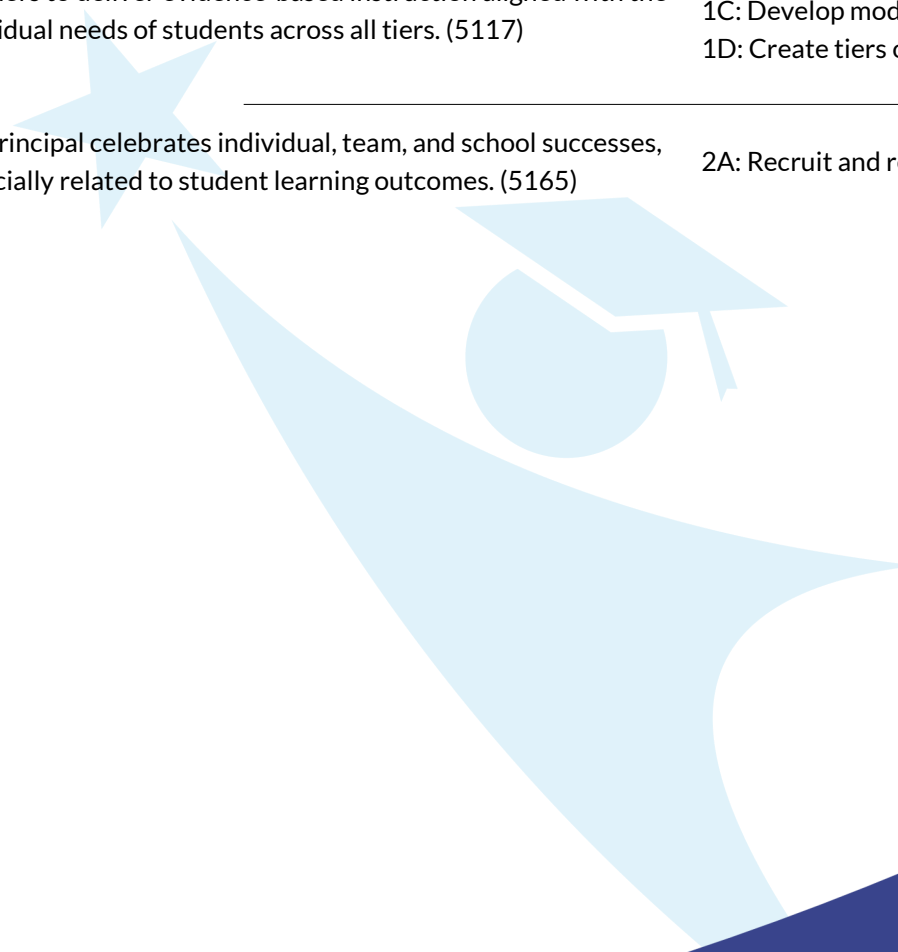 idual needs of students across all tiers. (5117)
rincipal celebrates individual, team, and school successes,
cially related to student learning outcomes. (5165)
1C: Develop mod
1D: Create tiers
2A: Recruit and